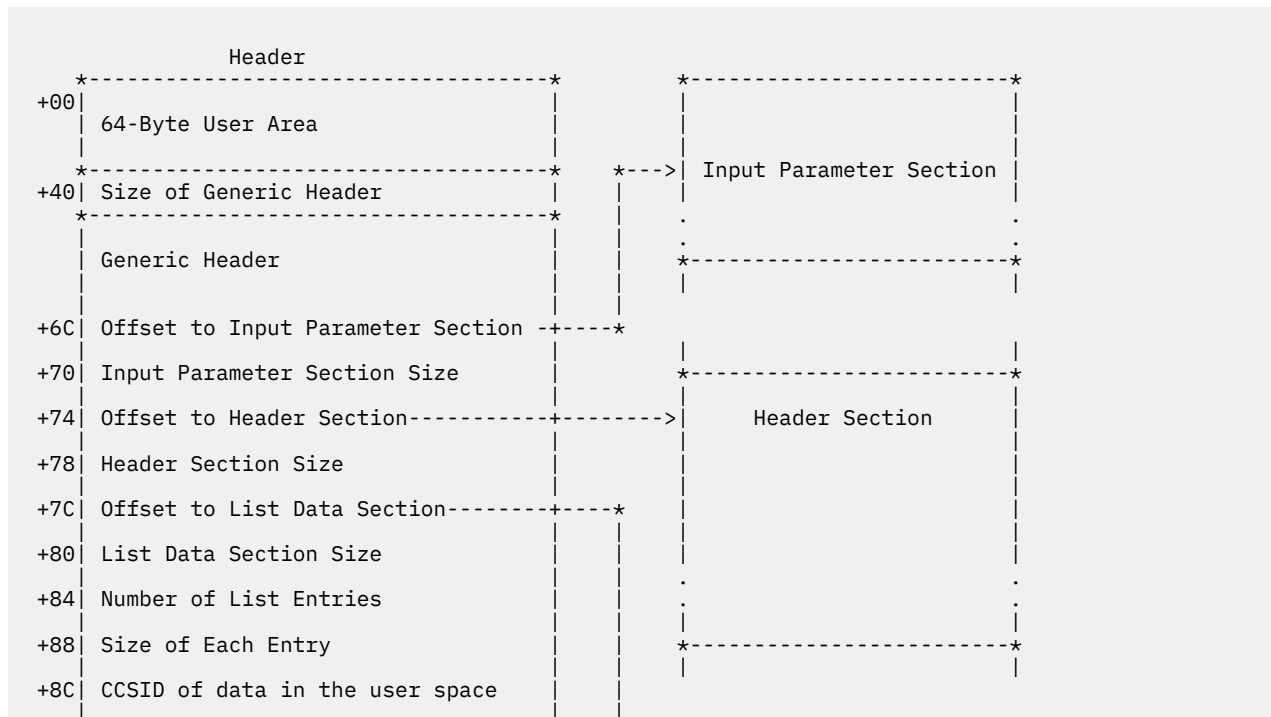 Header
*------------------------------------* *-------------------------*
+00| | | |
| 64-Byte User Area | | |
| | | |
*------------------------------------* *--->| Input Parameter Section |
+40| Size of Generic Header | | | |
*------------------------------------* | . .
| | | . .
| Generic Header | | *-------------------------*
| | | | |
| | |
+6C| Offset to Input Parameter Section -+----*
| | | |
+70| Input Parameter Section Size | *-------------------------*
| | | |
+74| Offset to Header Section-----------+-------->| Header Section |
| | | |
+78| Header Section Size | | |
| | | |
+7C| Offset to List Data Section--------+----* | |
| | | | |
+80| List Data Section Size | | | |
| | | . .
+84| Number of List Entries | | . .
| | | | |
+88| Size of Each Entry | | *-------------------------*
| | | | |
+8C| CCSID of data in the user space | |
| | |